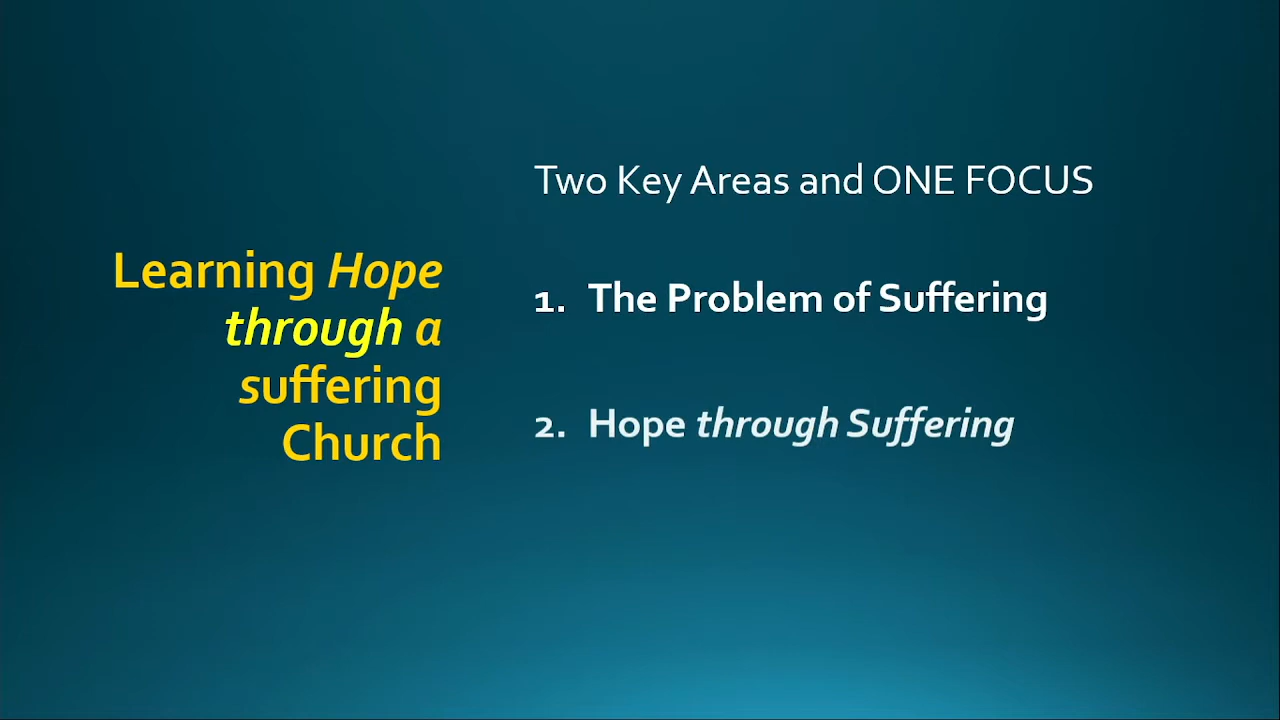 Learning Hope
through a
suffering
Church
Two Key Areas and ONE FOCUS
1. The Problem of Suffering
2. Hope through Suffering